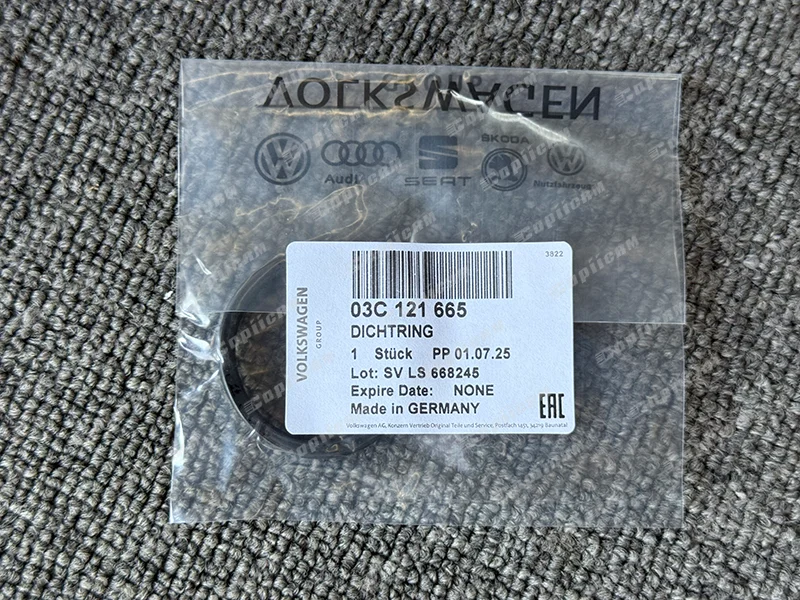 VOLKSWAGEN
Audi
SEAT
ŠKODA
Nutzfahrzeuge
3822
VOLKSWAGEN
GROUP
03C 121 665
DICHTRING
1 Stück PP 01.07.25
Lot: SV LS 668245
Expire Date: NONE
Made in GERMANY
EAC
Volkswagen AG, Konzern Vertrieb Original Teile und Service, Postfach 1451, 34219 Baunatal
copiicam